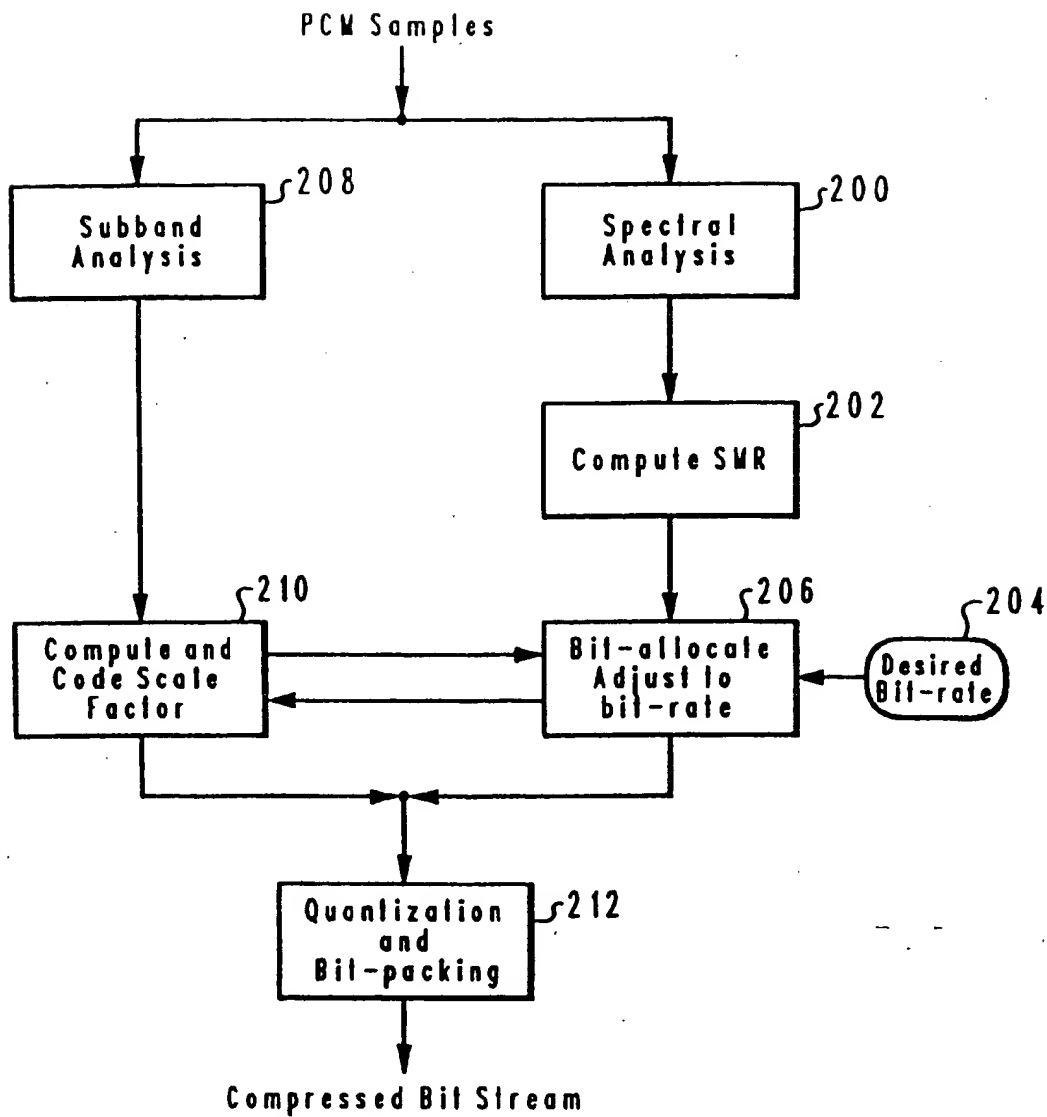 PCM Samples
208
Subband
Analysis
200
Spectral
Analysis
202
Compute SMR
210
Compute and
Code Scale
Factor
206
Bit-allocate
Adjust to
bit-rate
204
Desired
Bit-rate
Quantization
and
Bit-packing
212
Compressed Bit Stream